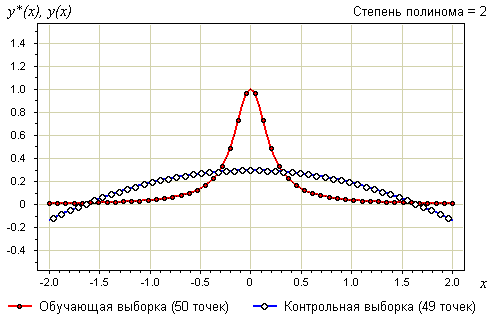 y*(x), y(x)
Степень полинома = 2
1.4
1.2
1.0
0.8
0.6
0.4
0.2
0
-0.2
-0.4
-2.0 -1.5 -1.0 -0.5 0 0.5 1.0 1.5 2.0 x
Обучающая выборка (50 точек) Контрольная выборка (49 точек)